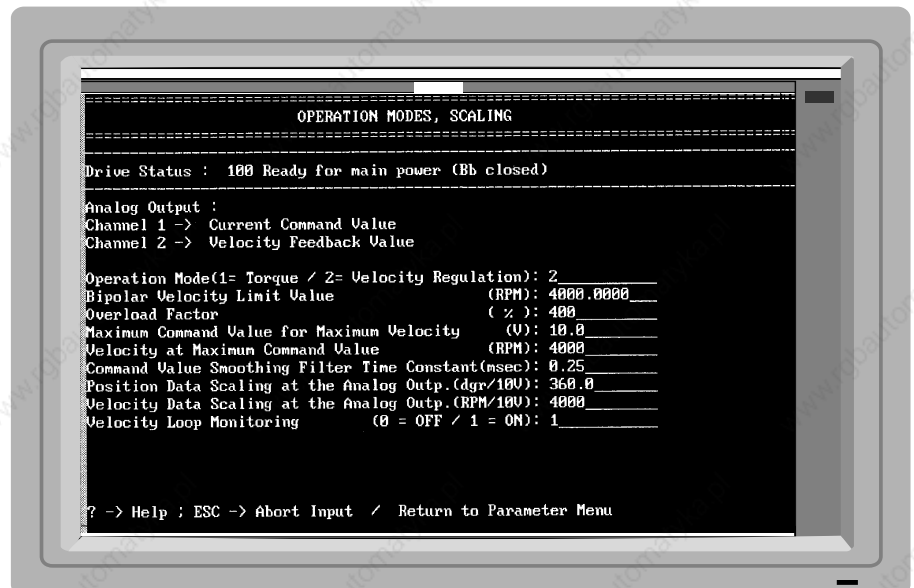 OPERATION MODES, SCALING
Drive Status : 100 Ready for main power (Bb closed)
Analog Output :
Channel 1 -> Current Command Value
Channel 2 -> Velocity Feedback Value
Operation Mode(1= Torque / 2= Velocity Regulation): 2
Bipolar Velocity Limit Value (RPM): 4000.0000
Overload Factor ( % ): 400
Maximum Command Value for Maximum Velocity (V): 10.0
Velocity at Maximum Command Value (RPM): 4000
Command Value Smoothing Filter Time Constant(msec): 0.25
Position Data Scaling at the Analog Outp.(dgr/10V): 360.0
Velocity Data Scaling at the Analog Outp.(RPM/10V): 4000
Velocity Loop Monitoring (0 = OFF / 1 = ON): 1
? -> Help ; ESC -> Abort Input / Return to Parameter Menu